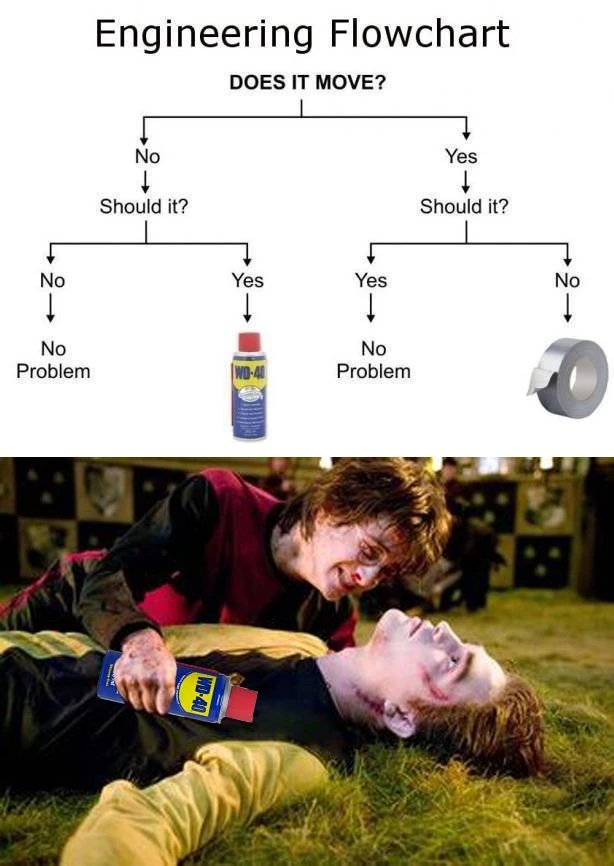 Engineering Flowchart
DOES IT MOVE?
No Yes
Should it? Should it?
No Yes Yes No
No
Problem
WD-40
No
Problem
WD-40